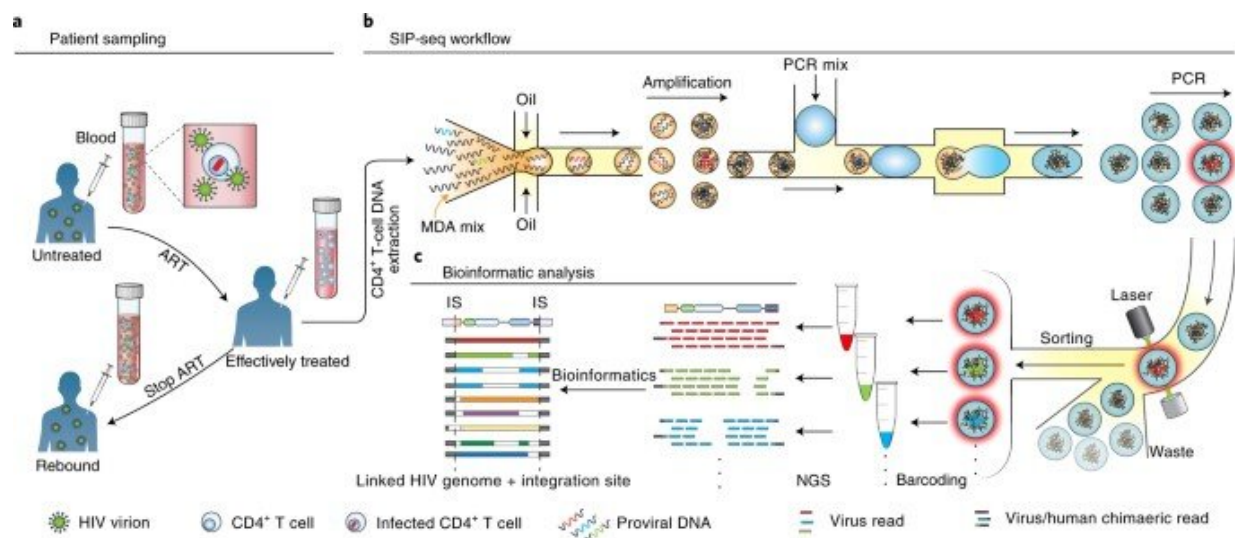 a
Patient sampling
Blood
Untreated
ART
Effectively treated
Stop ART
Rebound
CD4⁺ T-cell DNA
extraction
b
SIP-seq workflow
MDA mix
Oil
Oil
Amplification
PCR mix
PCR
Laser
Sorting
Waste
c
Bioinformatic analysis
IS
IS
Bioinformatics
Linked HIV genome + integration site
NGS
Barcoding
HIV virion
CD4⁺ T cell
Infected CD4⁺ T cell
Proviral DNA
Virus read
Virus/human chimaeric read